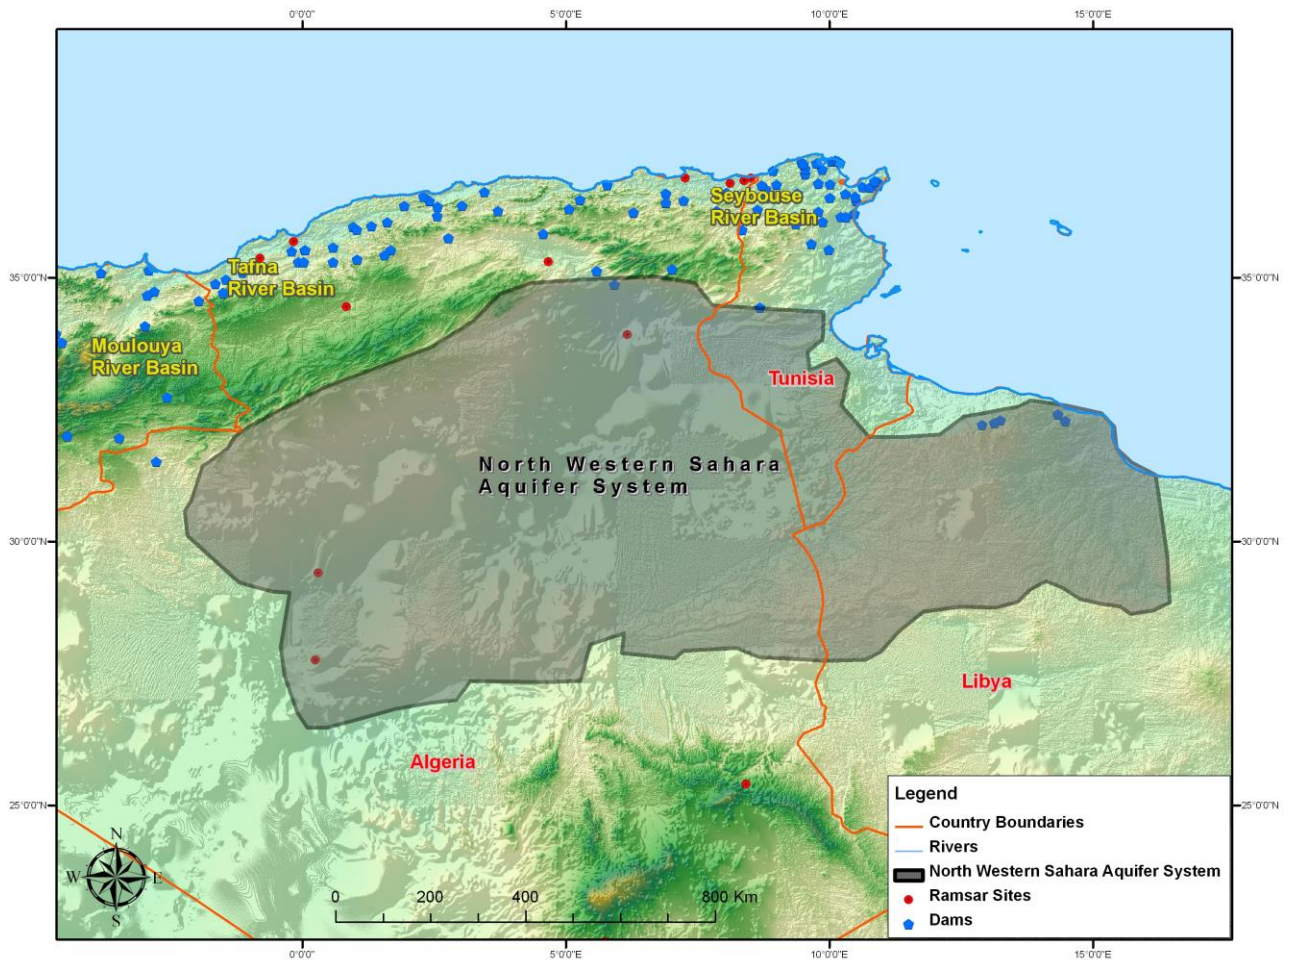 0°0'0"E 5°0'0"E 10°0'0"E 15°0'0"E
Seybouse
River Basin
Tafna
River Basin
35°0'0"N 35°0'0"N
Moulouya
River Basin
Tunisia
North Western Sahara
Aquifer System
30°0'0"N 30°0'0"N
Libya
Algeria
25°0'0"N 25°0'0"N
Legend
Country Boundaries
Rivers
North Western Sahara Aquifer System
Ramsar Sites
Dams
N
W E
S
0 200 400 800 Km
0°0'0"E 5°0'0"E 10°0'0"E 15°0'0"E